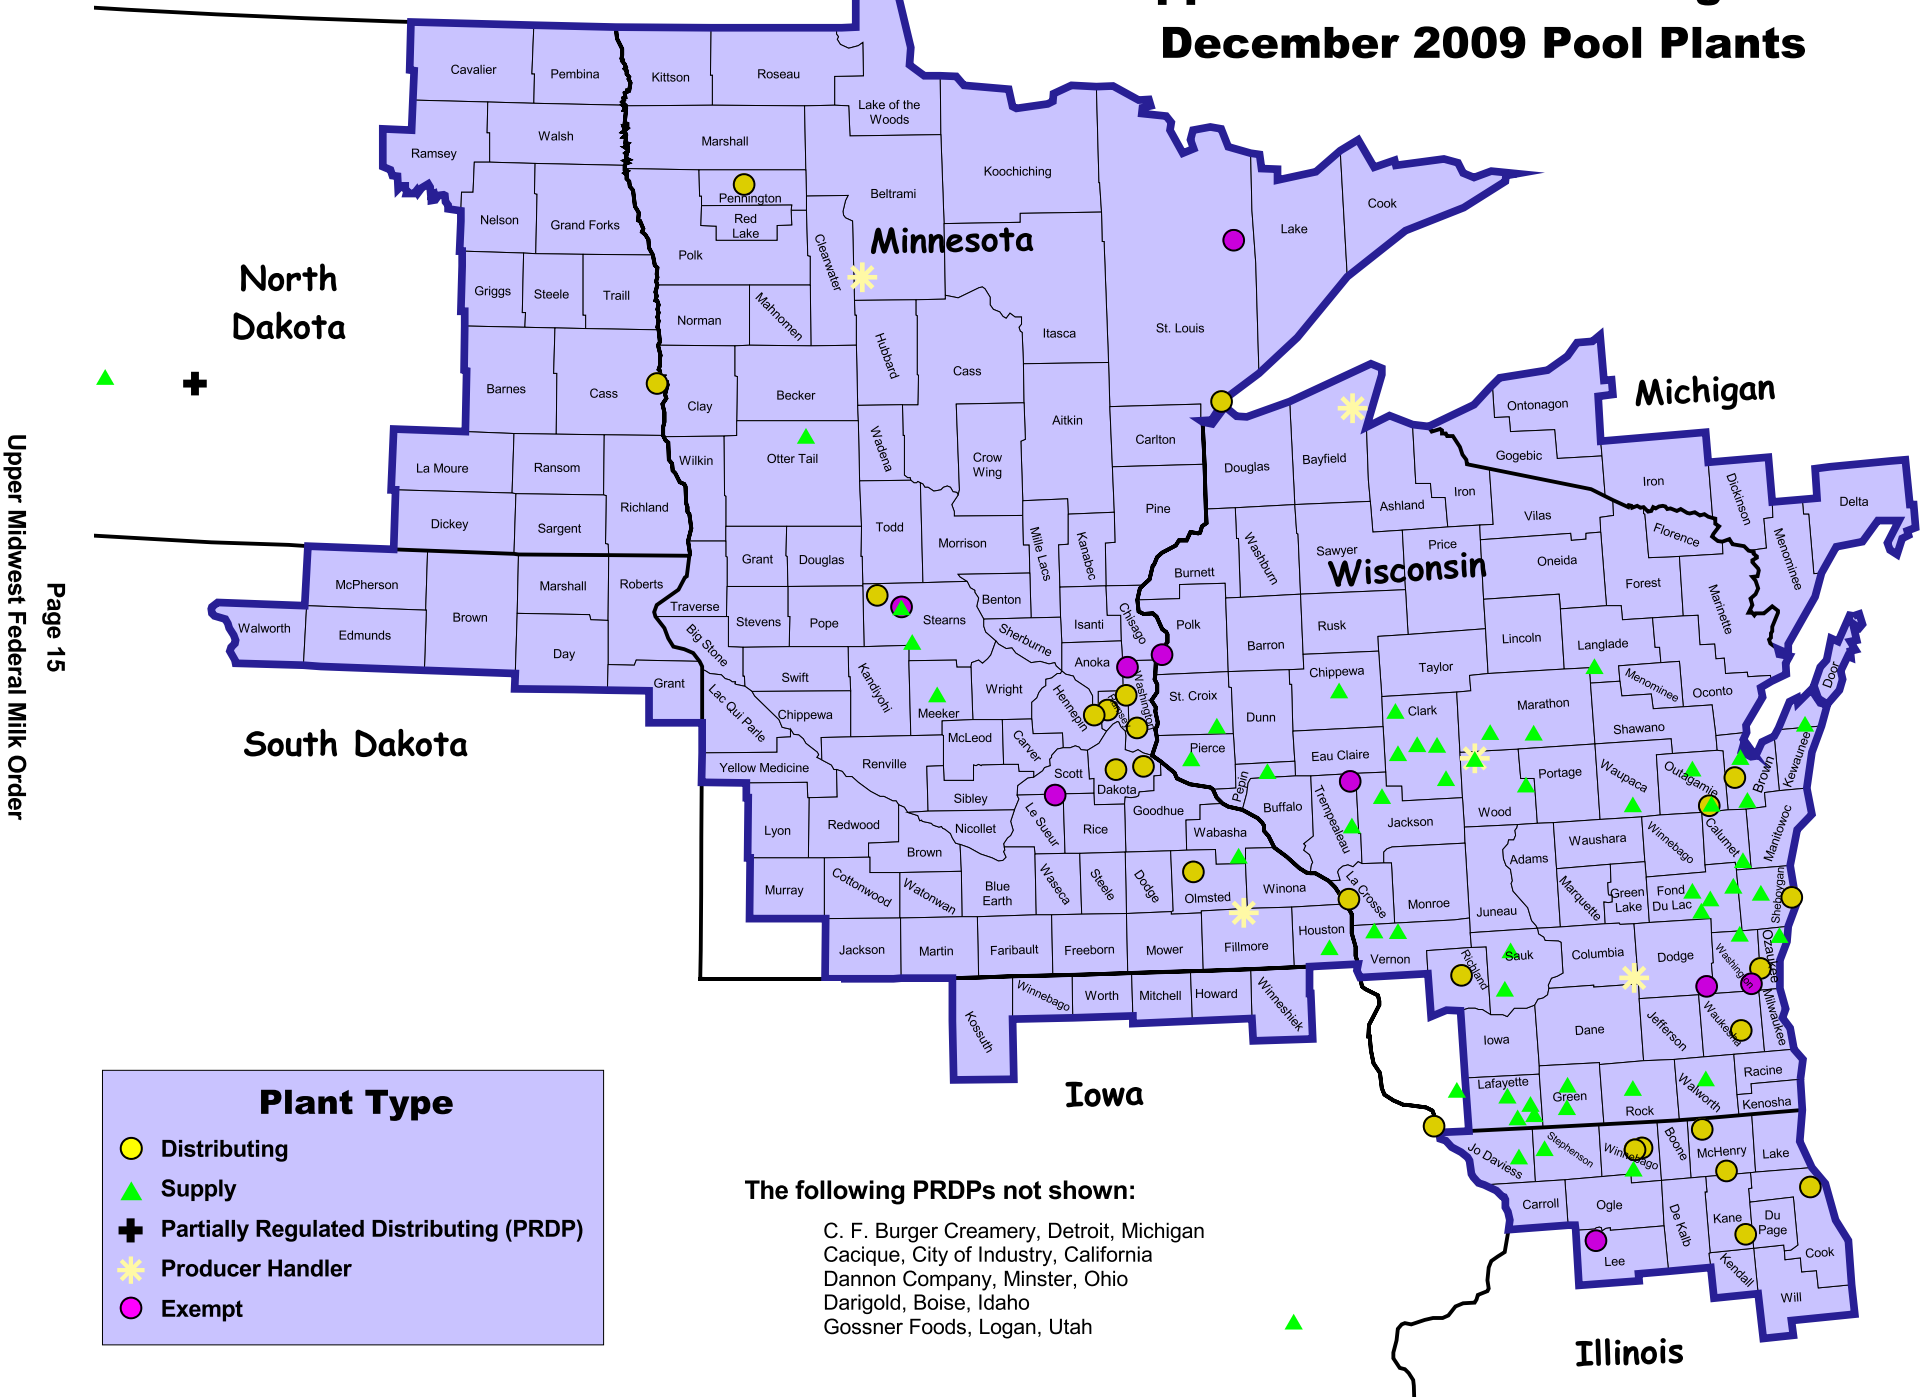 December 2009 Pool Plants
Upper Midwest Federal Milk Order
Page 15
North
Dakota
South Dakota
Minnesota
Wisconsin
Michigan
Iowa
Illinois
Cavalier
Pembina
Kittson
Roseau
Lake of the
Woods
Walsh
Ramsey
Marshall
Koochiching
Beltrami
Pennington
Red
Lake
Nelson
Grand Forks
Polk
Clearwater
Cook
Lake
St. Louis
Griggs
Steele
Traill
Norman
Mahnomen
Itasca
Hubbard
Cass
Barnes
Cass
Clay
Becker
Aitkin
Carlton
La Moure
Ransom
Richland
Wilkin
Otter Tail
Wadena
Crow
Wing
Pine
Dickey
Sargent
Todd
Morrison
Mille Lacs
Kanabec
Grant
Douglas
McPherson
Marshall
Roberts
Traverse
Walworth
Edmunds
Brown
Day
Grant
Stevens
Pope
Stearns
Benton
Sherburne
Isanti
Chisago
Big Stone
Swift
Kandiyohi
Anoka
Wright
Meeker
Hennepin
Ramsey
Washington
Lac Qui Parle
Chippewa
McLeod
Carver
Yellow Medicine
Renville
Scott
Dakota
Sibley
Lyon
Redwood
Nicollet
Le Sueur
Rice
Goodhue
Wabasha
Brown
Murray
Cottonwood
Watonwan
Blue
Earth
Waseca
Steele
Dodge
Olmsted
Winona
Jackson
Martin
Faribault
Freeborn
Mower
Fillmore
Houston
Kossuth
Winnebago
Worth
Mitchell
Howard
Winneshiek
Ontonagon
Gogebic
Iron
Dickinson
Menominee
Delta
Douglas
Bayfield
Ashland
Iron
Vilas
Florence
Burnett
Washburn
Sawyer
Price
Oneida
Forest
Marinette
Polk
Barron
Rusk
Lincoln
Langlade
Taylor
Chippewa
St. Croix
Dunn
Clark
Marathon
Menominee
Oconto
Shawano
Door
Pierce
Pepin
Eau Claire
Buffalo
Trempealeau
Jackson
Wood
Portage
Waupaca
Outagamie
Brown
Kewaunee
Manitowoc
Calumet
Winnebago
Waushara
Adams
Juneau
Monroe
La Crosse
Marquette
Green
Lake
Fond
Du Lac
Sheboygan
Vernon
Richland
Sauk
Columbia
Dodge
Washington
Ozaukee
Iowa
Dane
Jefferson
Waukesha
Milwaukee
Lafayette
Green
Rock
Walworth
Racine
Kenosha
Jo Daviess
Stephenson
Winnebago
Boone
McHenry
Lake
Carroll
Ogle
De Kalb
Kane
Du
Page
Cook
Lee
Kendall
Will
Plant Type
Distributing
Supply
Partially Regulated Distributing (PRDP)
Producer Handler
Exempt
The following PRDPs not shown:
C. F. Burger Creamery, Detroit, Michigan
Cacique, City of Industry, California
Dannon Company, Minster, Ohio
Darigold, Boise, Idaho
Gossner Foods, Logan, Utah